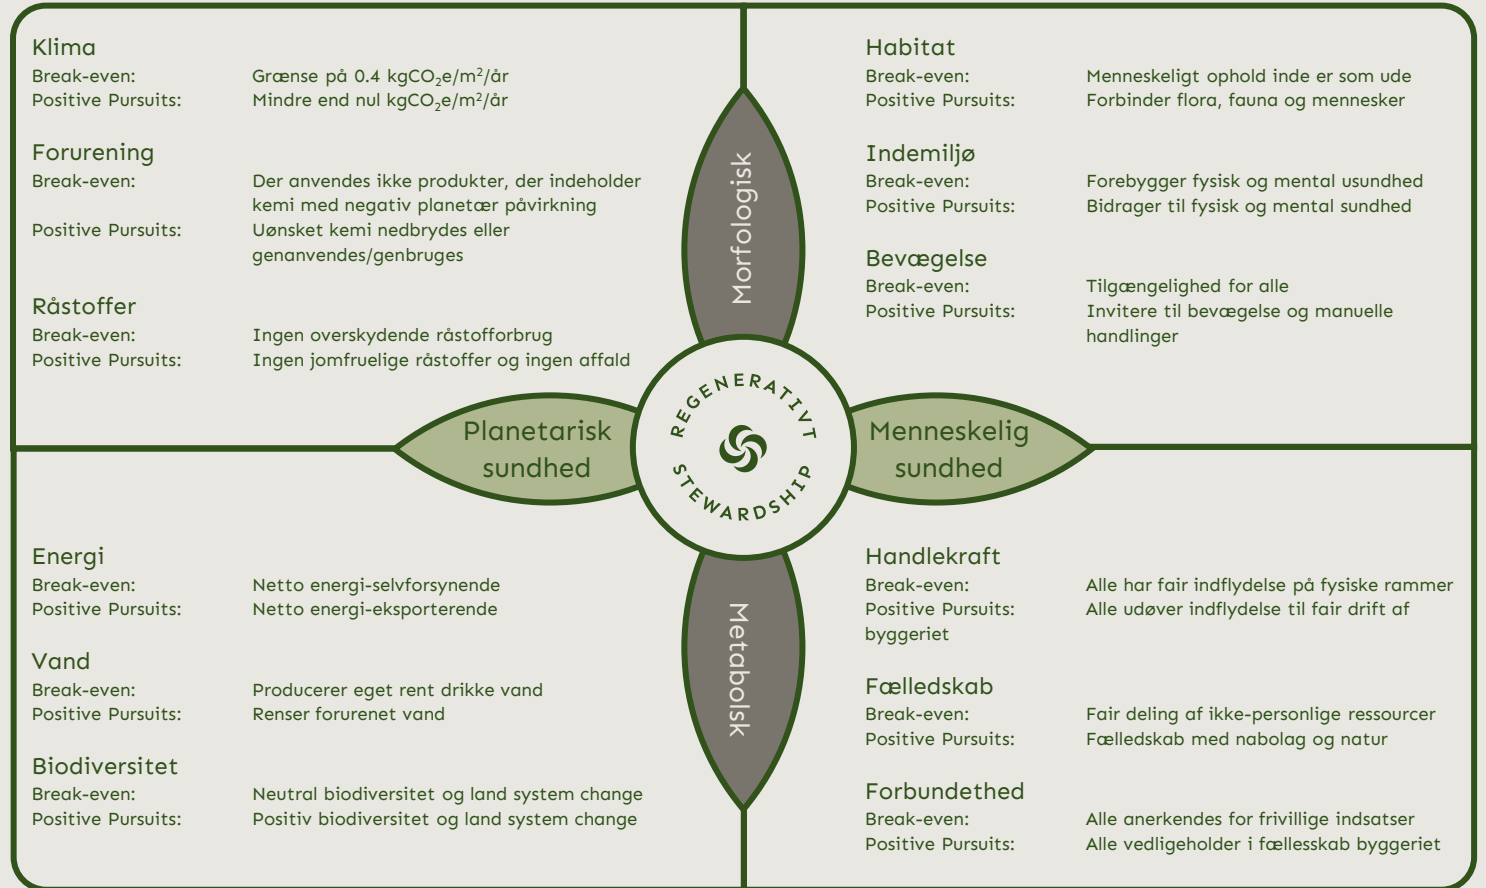 Klima
Break-even: Grænse på 0.4 kgCO₂e/m²/år
Positive Pursuits: Mindre end nul kgCO₂e/m²/år
Forurening
Break-even: Der anvendes ikke produkter, der indeholder
kemi med negativ planetær påvirkning
Positive Pursuits: Uønsket kemi nedbrydes eller
genanvendes/genbruges
Råstoffer
Break-even: Ingen overskydende råstofforbrug
Positive Pursuits: Ingen jomfruelige råstoffer og ingen affald
Morfologisk
Habitat
Break-even: Menneskeligt ophold inde er som ude
Positive Pursuits: Forbinder flora, fauna og mennesker
Indemiljø
Break-even: Forebygger fysisk og mental usundhed
Positive Pursuits: Bidrager til fysisk og mental sundhed
Bevægelse
Break-even: Tilgængelighed for alle
Positive Pursuits: Invitere til bevægelse og manuelle
handlinger
Planetarisk
sundhed
REGENERATIVT
STEWARDSHIP
Menneskelig
sundhed
Energi
Break-even: Netto energi-selvforsynende
Positive Pursuits: Netto energi-eksporterende
Vand
Break-even: Producerer eget rent drikke vand
Positive Pursuits: Renser forurenet vand
Biodiversitet
Break-even: Neutral biodiversitet og land system change
Positive Pursuits: Positiv biodiversitet og land system change
Metabolsk
Handlekraft
Break-even: Alle har fair indflydelse på fysiske rammer
Positive Pursuits: Alle udøver indflydelse til fair drift af
byggeriet
Fælledskab
Break-even: Fair deling af ikke-personlige ressourcer
Positive Pursuits: Fælledskab med nabolag og natur
Forbundethed
Break-even: Alle anerkendes for frivillige indsatser
Positive Pursuits: Alle vedligeholder i fællesskab byggeriet